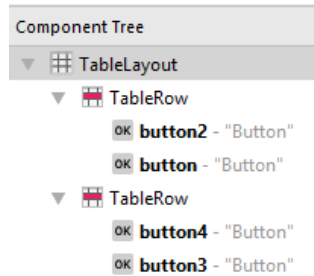 Component Tree
TableLayout
TableRow
OK button2 - "Button"
OK button - "Button"
TableRow
OK button4 - "Button"
OK button3 - "Button"